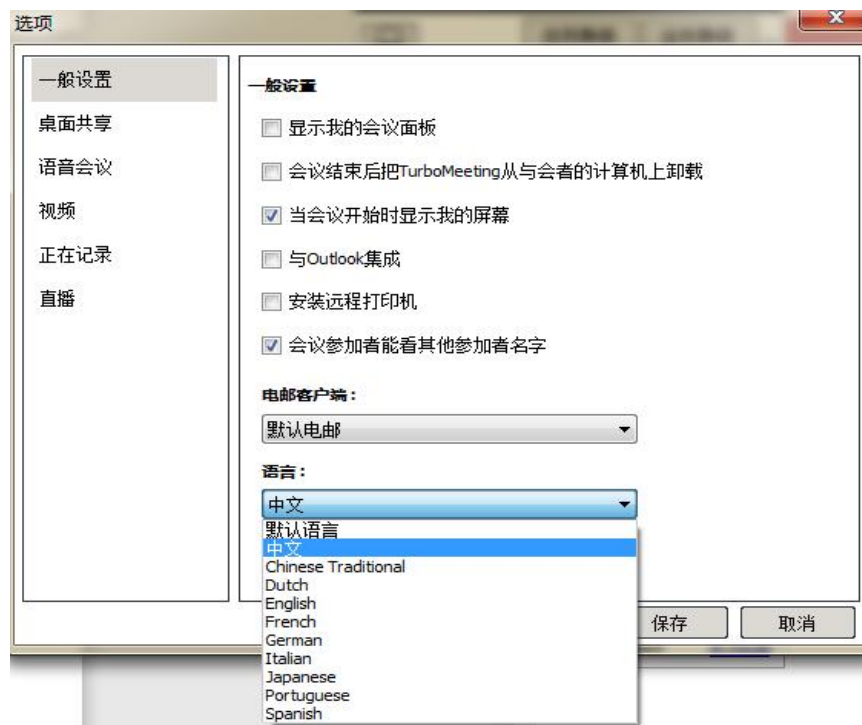 选项
一般设置
桌面共享
语音会议
视频
正在记录
直播
一般设置
显示我的会议面板
会议结束后把TurboMeeting从与会者的计算机上卸载
当会议开始时显示我的屏幕
与Outlook集成
安装远程打印机
会议参加者能看其他参加者名字
电邮客户端：
默认电邮
语言：
中文
默认语言
中文
Chinese Traditional
Dutch
English
French
German
Italian
Japanese
Portuguese
Spanish
保存
取消